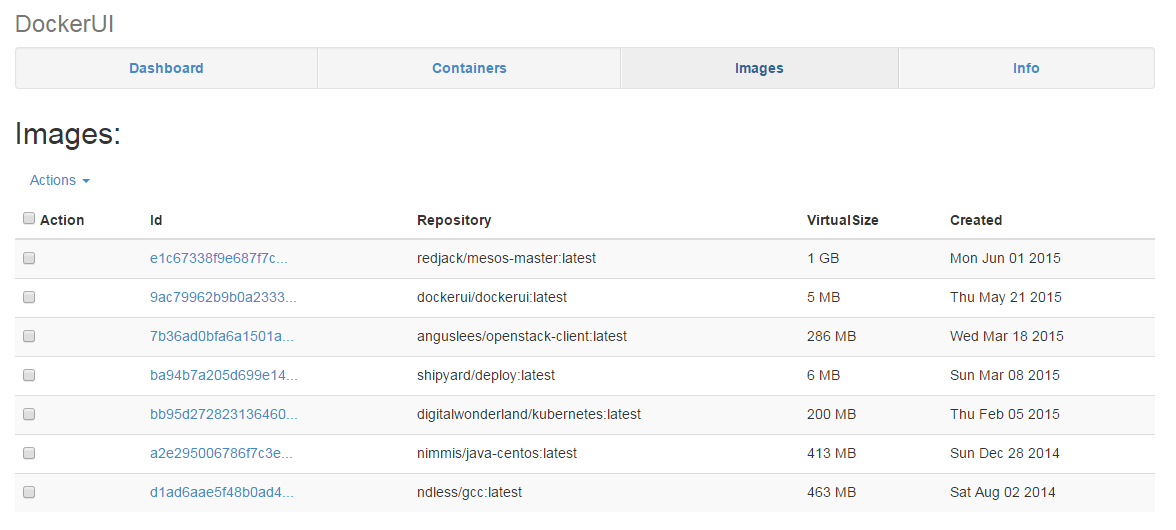 DockerUI
Dashboard Containers Images Info
Images:
Actions
Action Id Repository VirtualSize Created
e1c67338f9e687f7c... redjack/mesos-master:latest 1 GB Mon Jun 01 2015
9ac79962b9b0a2333... dockerui/dockerui:latest 5 MB Thu May 21 2015
7b36ad0bfa6a1501a... anguslees/openstack-client:latest 286 MB Wed Mar 18 2015
ba94b7a205d699e14... shipyard/deploy:latest 6 MB Sun Mar 08 2015
bb95d272823136460... digitalwonderland/kubernetes:latest 200 MB Thu Feb 05 2015
a2e295006786f7c3e... nimmis/java-centos:latest 413 MB Sun Dec 28 2014
d1ad6aae5f48b0ad4... ndless/gcc:latest 463 MB Sat Aug 02 2014